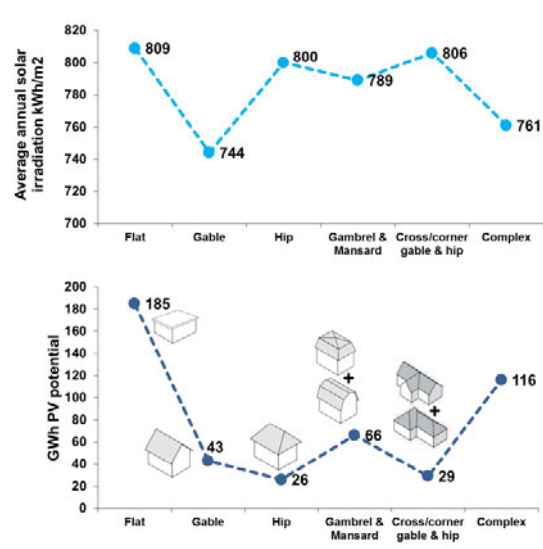 Average annual solar
irradiation kWh/m2
820
800
780
760
740
720
700
809
744
800
789
806
761
Flat
Gable
Hip
Gambrel &
Mansard
Cross/corner
gable & hip
Complex
GWh PV potential
200
180
160
140
120
100
80
60
40
20
0
185
43
26
+
66
+
29
116
Flat
Gable
Hip
Gambrel &
Mansard
Cross/corner
gable & hip
Complex